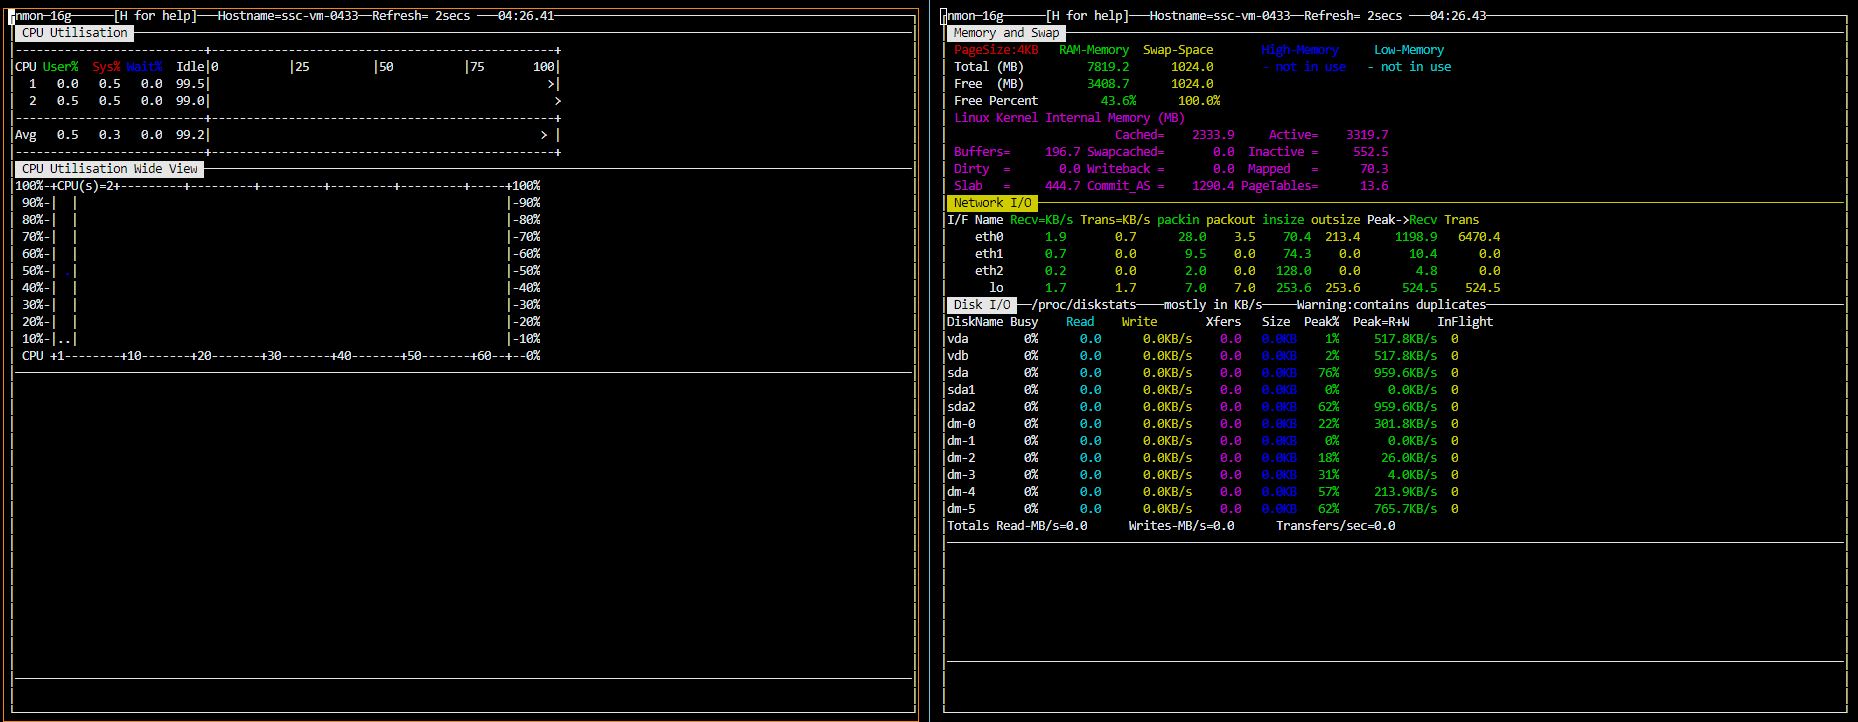 nmon-16g [H for help] Hostname=ssc-vm-0433 Refresh= 2secs 04:26.41
CPU Utilisation
CPU User% Sys% Wait% Idle|0 |25 |50 |75 100|
1 0.0 0.5 0.0 99.5| >|
2 0.5 0.5 0.0 99.0| >
Avg 0.5 0.3 0.0 99.2| > |
CPU Utilisation Wide View
100%-+CPU(s)=2+---------+---------+---------+---------+---------+-----+100%
90%-| | |-90%
80%-| | |-80%
70%-| | |-70%
60%-| | |-60%
50%-| .| |-50%
40%-| | |-40%
30%-| | |-30%
20%-| | |-20%
10%-|..| |-10%
CPU +1--------+10-------+20-------+30-------+40-------+50-------+60--+--0%
nmon-16g [H for help] Hostname=ssc-vm-0433 Refresh= 2secs 04:26.43
Memory and Swap
PageSize:4KB RAM-Memory Swap-Space High-Memory Low-Memory
Total (MB) 7819.2 1024.0 - not in use - not in use
Free (MB) 3408.7 1024.0
Free Percent 43.6% 100.0%
Linux Kernel Internal Memory (MB)
Cached= 2333.9 Active= 3319.7
Buffers= 196.7 Swapcached= 0.0 Inactive = 552.5
Dirty = 0.0 Writeback = 0.0 Mapped = 70.3
Slab = 444.7 Commit_AS = 1290.4 PageTables= 13.6
Network I/O
I/F Name Recv=KB/s Trans=KB/s packin packout insize outsize Peak->Recv Trans
eth0 1.9 0.7 28.0 3.5 70.4 213.4 1198.9 6470.4
eth1 0.7 0.0 9.5 0.0 74.3 0.0 10.4 0.0
eth2 0.2 0.0 2.0 0.0 128.0 0.0 4.8 0.0
lo 1.7 1.7 7.0 7.0 253.6 253.6 524.5 524.5
Disk I/O /proc/diskstats mostly in KB/s Warning:contains duplicates
DiskName Busy Read Write Xfers Size Peak% Peak=R+W InFlight
vda 0% 0.0 0.0KB/s 0.0 0.0KB 1% 517.8KB/s 0
vdb 0% 0.0 0.0KB/s 0.0 0.0KB 2% 517.8KB/s 0
sda 0% 0.0 0.0KB/s 0.0 0.0KB 76% 959.6KB/s 0
sda1 0% 0.0 0.0KB/s 0.0 0.0KB 0% 0.0KB/s 0
sda2 0% 0.0 0.0KB/s 0.0 0.0KB 62% 959.6KB/s 0
dm-0 0% 0.0 0.0KB/s 0.0 0.0KB 22% 301.8KB/s 0
dm-1 0% 0.0 0.0KB/s 0.0 0.0KB 0% 0.0KB/s 0
dm-2 0% 0.0 0.0KB/s 0.0 0.0KB 18% 26.0KB/s 0
dm-3 0% 0.0 0.0KB/s 0.0 0.0KB 31% 4.0KB/s 0
dm-4 0% 0.0 0.0KB/s 0.0 0.0KB 57% 213.9KB/s 0
dm-5 0% 0.0 0.0KB/s 0.0 0.0KB 62% 765.7KB/s 0
Totals Read-MB/s=0.0 Writes-MB/s=0.0 Transfers/sec=0.0